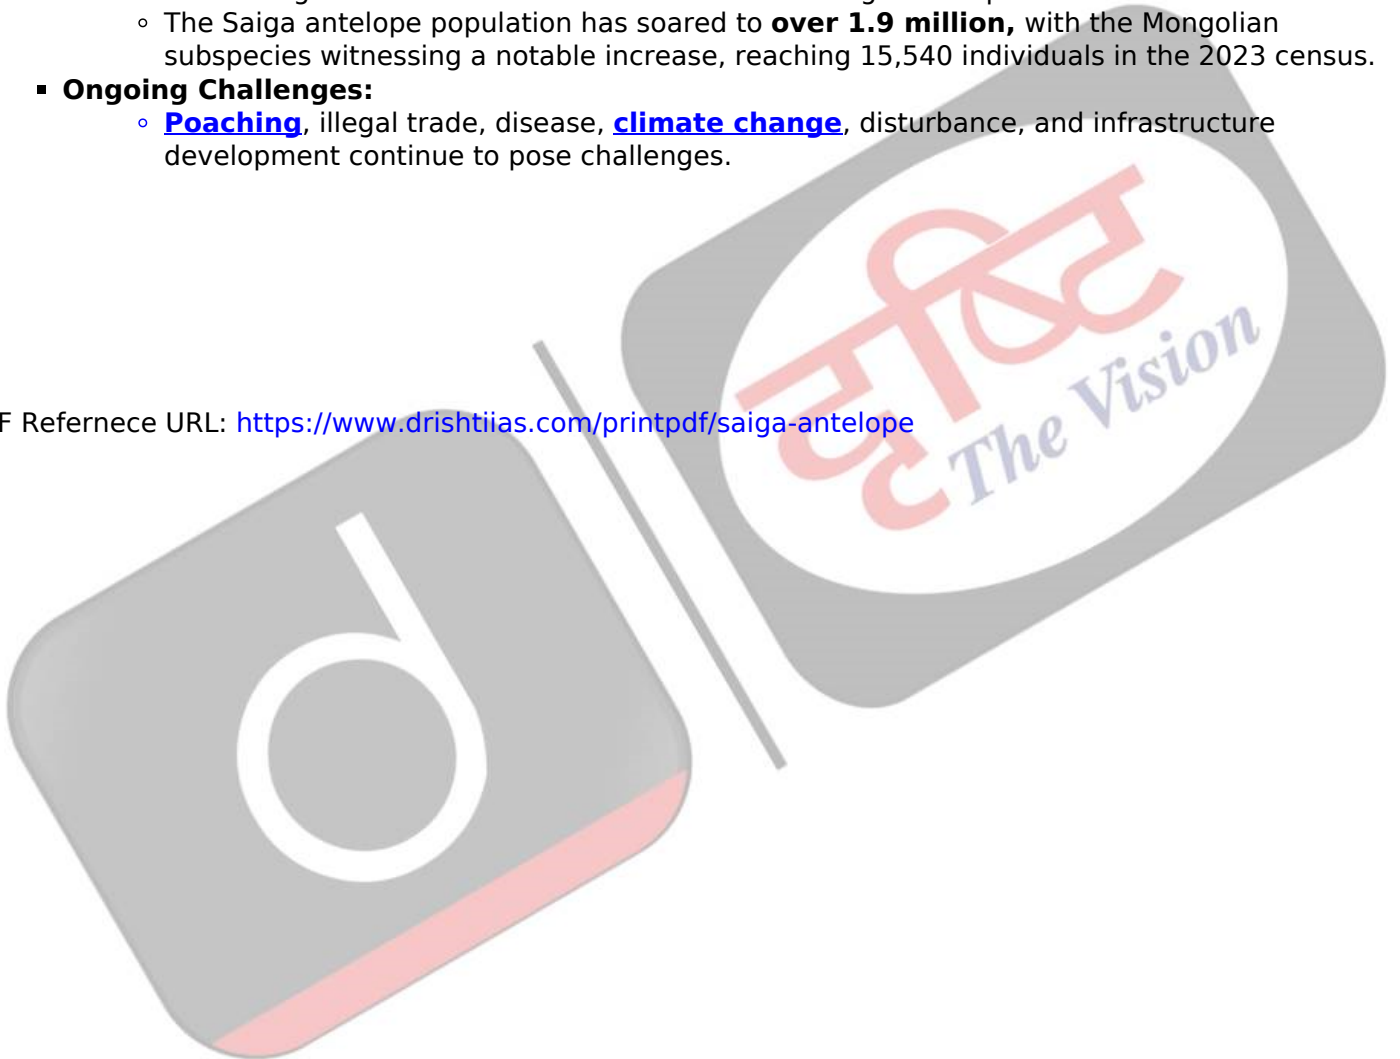 The Saiga antelope population has soared to over 1.9 million, with the Mongolian
subspecies witnessing a notable increase, reaching 15,540 individuals in the 2023 census.
Ongoing Challenges:
Poaching, illegal trade, disease, climate change, disturbance, and infrastructure
development continue to pose challenges.
F Refernece URL: https://www.drishtiias.com/printpdf/saiga-antelope
दृष्टि
The Vision
d